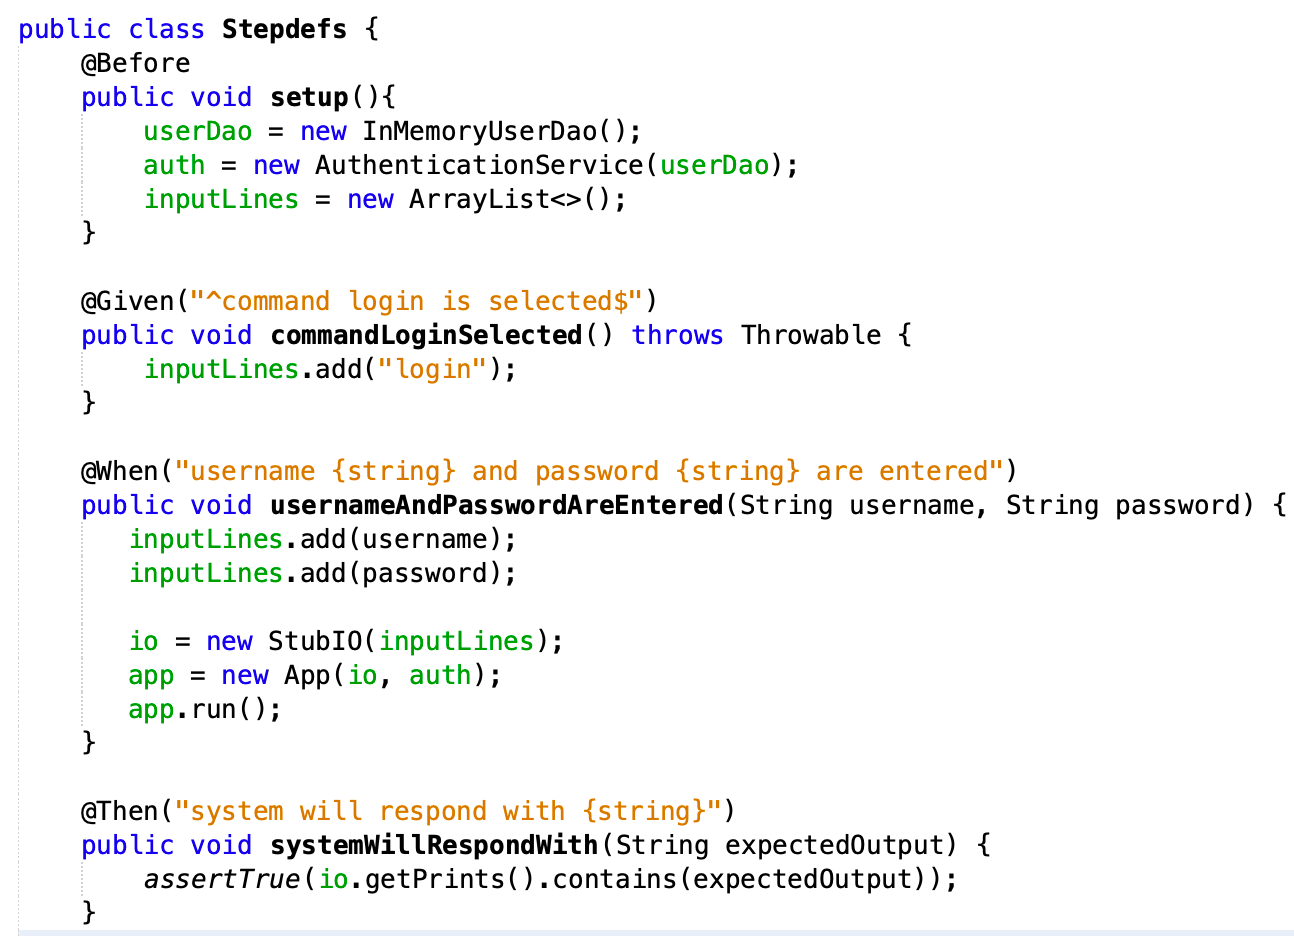 public class Stepdefs {
    @Before
    public void setup(){
        userDao = new InMemoryUserDao();
        auth = new AuthenticationService(userDao);
        inputLines = new ArrayList<>();
    }

    @Given("^command login is selected$")
    public void commandLoginSelected() throws Throwable {
        inputLines.add("login");
    }

    @When("username {string} and password {string} are entered")
    public void usernameAndPasswordAreEntered(String username, String password) {
       inputLines.add(username);
       inputLines.add(password);

       io = new StubIO(inputLines);
       app = new App(io, auth);
       app.run();
    }

    @Then("system will respond with {string}")
    public void systemWillRespondWith(String expectedOutput) {
        assertTrue(io.getPrints().contains(expectedOutput));
    }